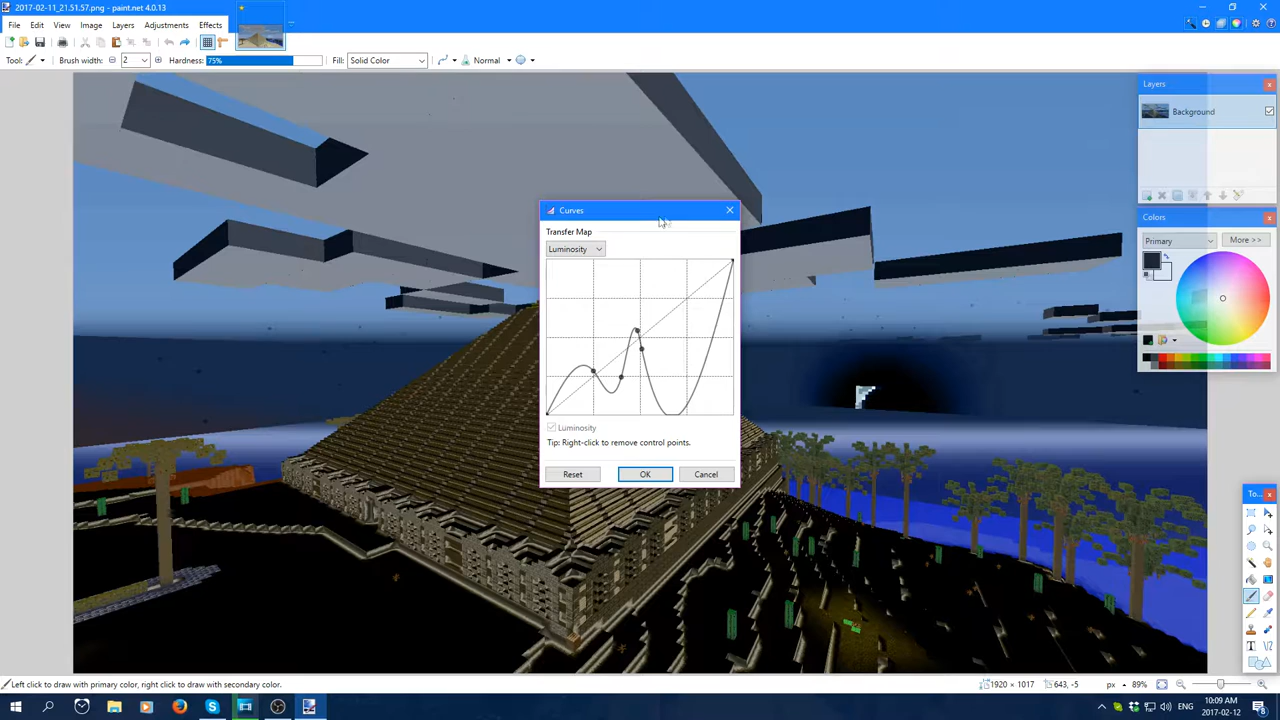 2017-02-11_21.51.57.png - paint.net 4.0.13
File Edit View Image Layers Adjustments Effects
Tool: Brush width: 2 Hardness: 75% Fill: Solid Color Normal
Layers
Background
Curves
Transfer Map
Luminosity
Luminosity
Tip: Right-click to remove control points.
Reset OK Cancel
Colors
Primary More >>
To...
Left click to draw with primary color, right click to draw with secondary color.
1920 x 1017 643, -5 px 89%
ENG 10:09 AM
2017-02-12
8